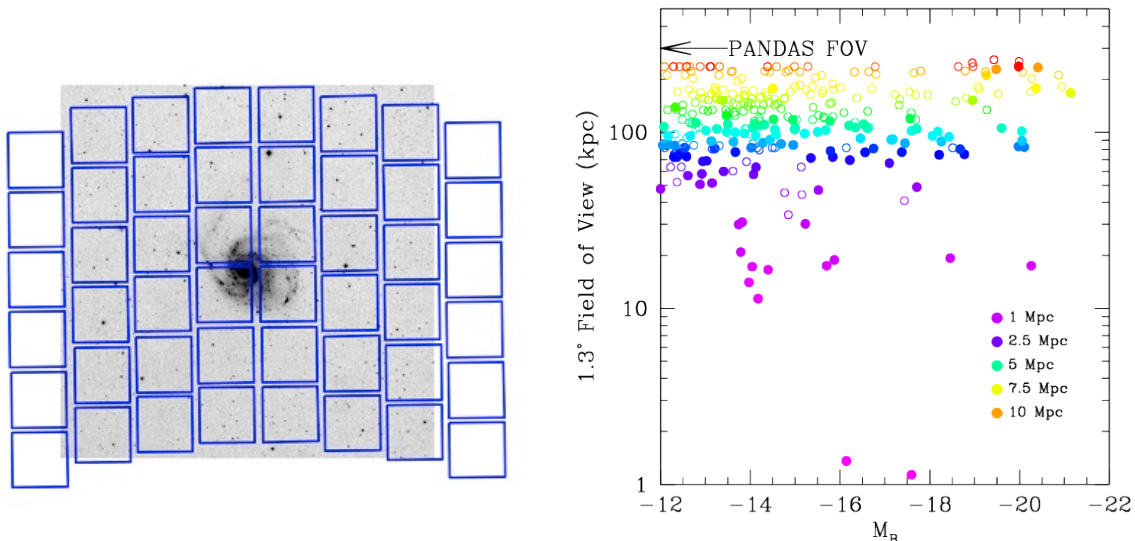 PANDAS FOV
1.3° Field of View (kpc)
100
10
1
1 Mpc
2.5 Mpc
5 Mpc
7.5 Mpc
10 Mpc
−12
−14
−16
−18
−20
−22
M_B